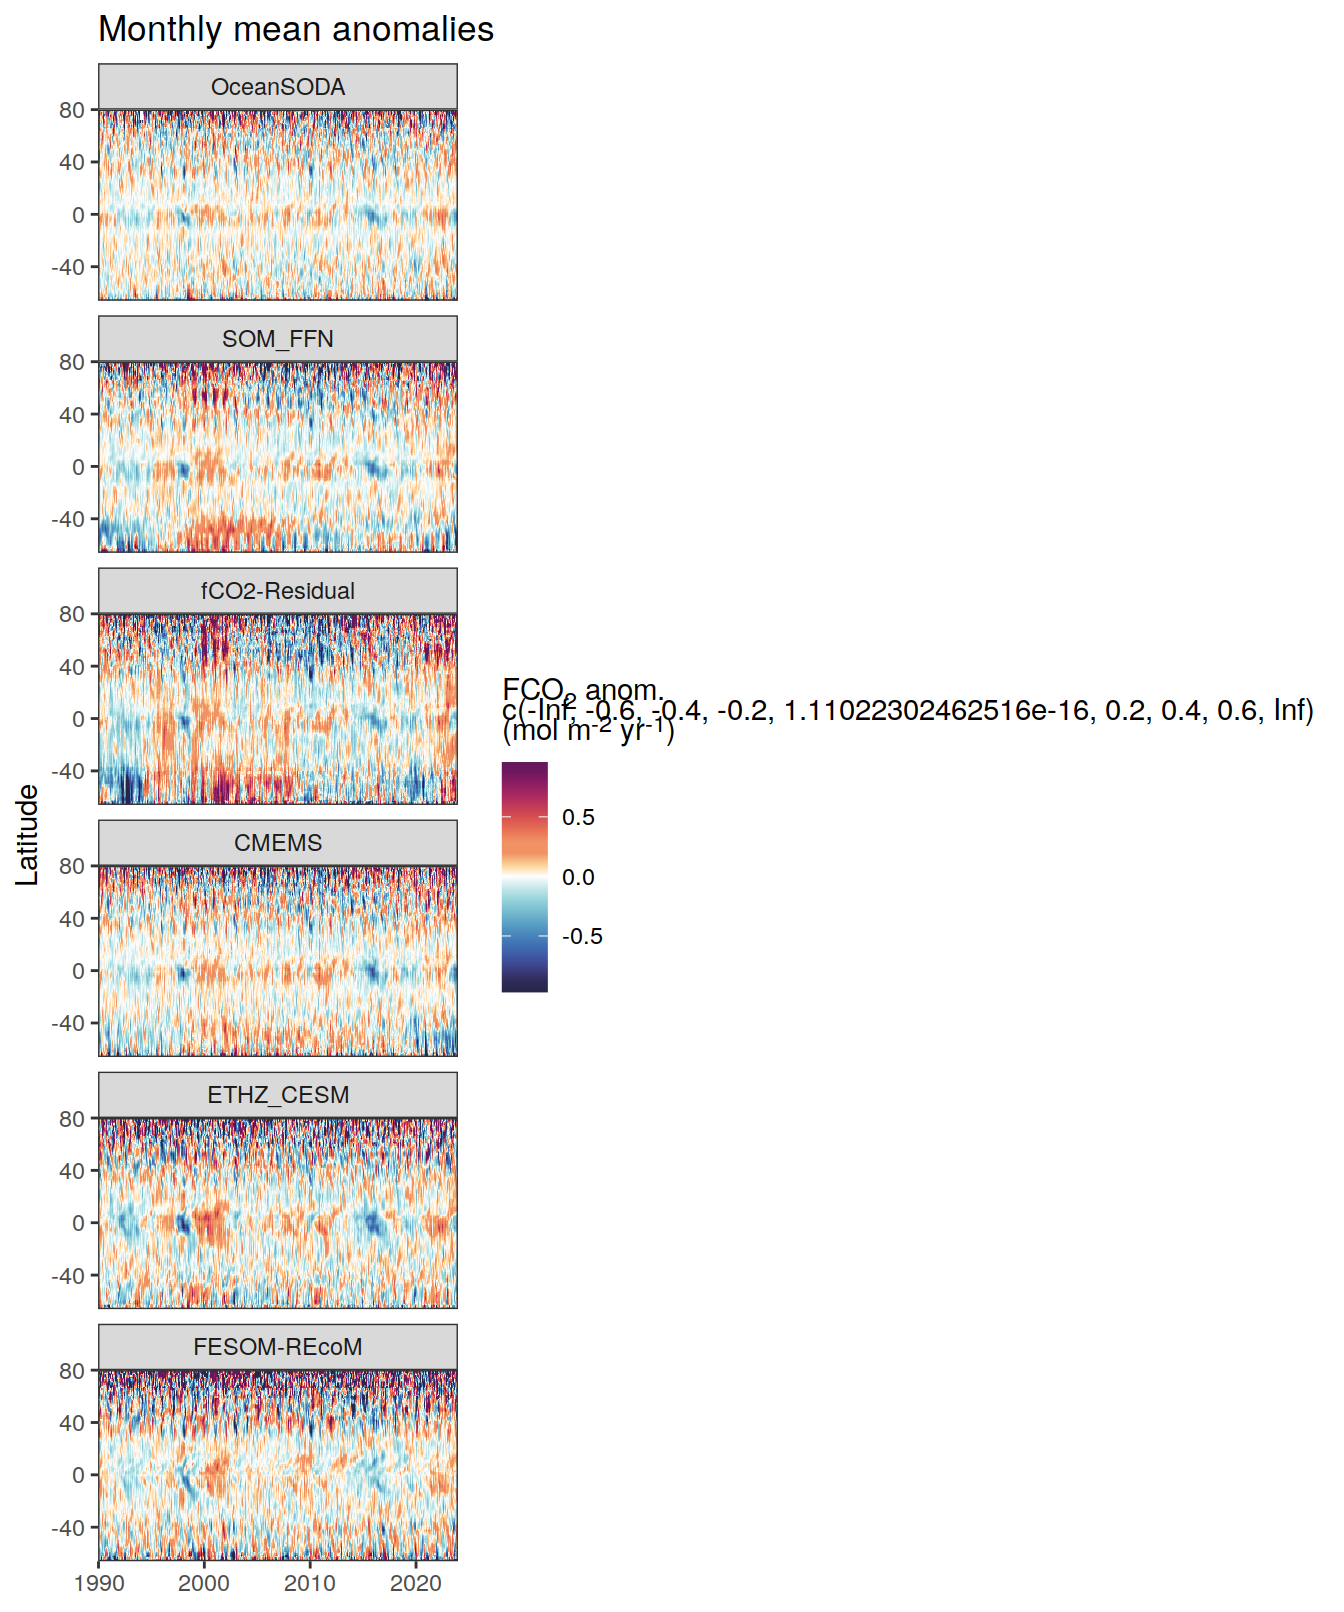 Monthly mean anomalies
OceanSODA
80
40
0
-40
SOM_FFN
80
40
0
-40
fCO2-Residual
80
40
0
-40
CMEMS
80
40
0
-40
ETHZ_CESM
80
40
0
-40
FESOM-REcoM
80
40
0
-40
1990 2000 2010 2020
Latitude
FCO₂ anom.
c(-Inf, -0.6, -0.4, -0.2, 1.11022302462516e-16, 0.2, 0.4, 0.6, Inf)
(mol m⁻² yr⁻¹)
0.5
0.0
-0.5